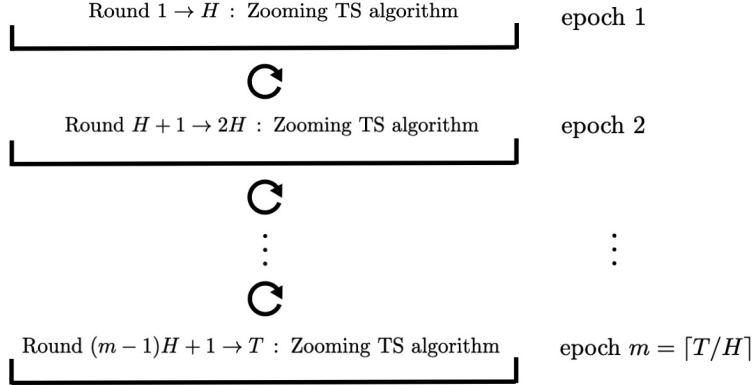 Round 1 → H : Zooming TS algorithm epoch 1
Round H + 1 → 2H : Zooming TS algorithm epoch 2
⋮ ⋮
Round (m − 1)H + 1 → T : Zooming TS algorithm epoch m = ⌈T/H⌉